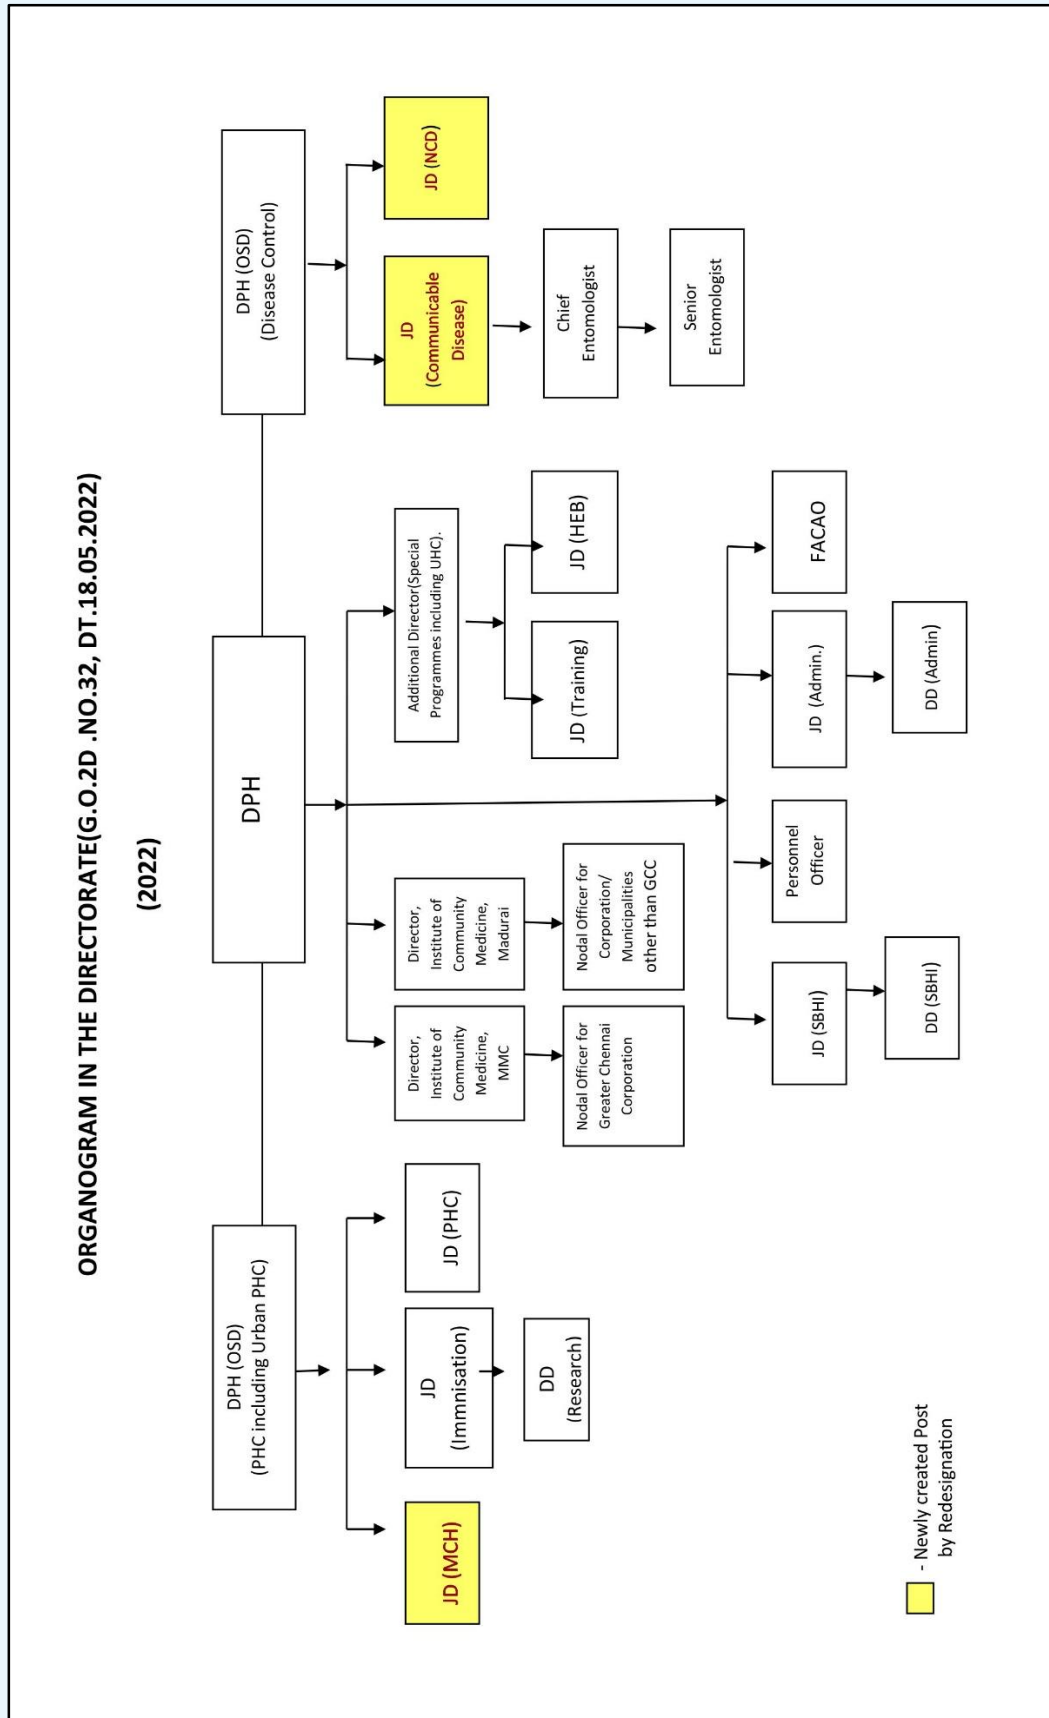 ORGANOGRAM IN THE DIRECTORATE(G.O.2D .NO.32, DT.18.05.2022)
(2022)
DPH (OSD)
(PHC including Urban PHC)
DPH
DPH (OSD)
(Disease Control)
JD (MCH)
JD
(Immnisation)
JD (PHC)
DD
(Research)
Director,
Institute of
Community
Medicine,
MMC
Director,
Institute of
Community
Medicine,
Madurai
Additional Director(Special
Programmes including UHC).
JD
(Communicable
Disease)
JD (NCD)
Nodal Officer for
Greater Chennai
Corporation
Nodal Officer for
Corporation/
Municipalities
other than GCC
JD (Training)
JD (HEB)
Chief
Entomologist
Senior
Entomologist
JD (SBHI)
Personnel
Officer
JD (Admin.)
FACAO
DD (SBHI)
DD (Admin)
- Newly created Post
by Redesignation